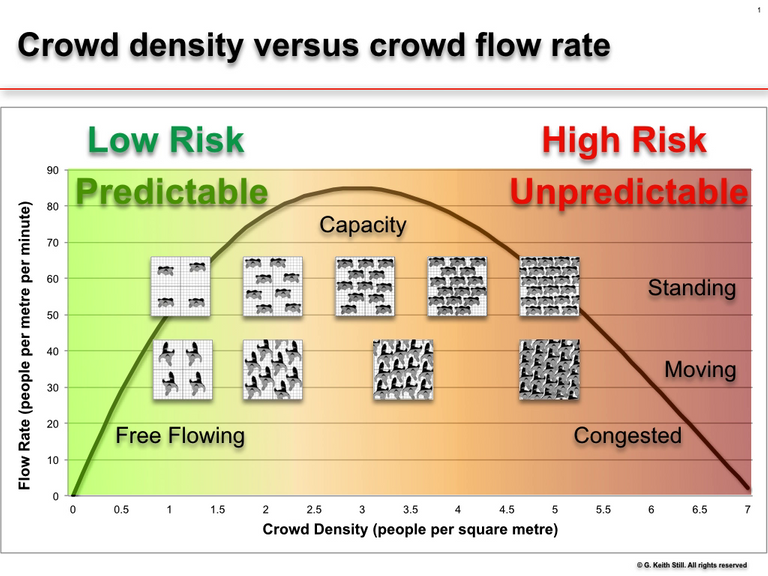 1
Crowd density versus crowd flow rate
Low Risk
High Risk
Predictable
Unpredictable
Capacity
Standing
Moving
Free Flowing
Congested
Flow Rate (people per metre per minute)
90
80
70
60
50
40
30
20
10
0
0 0.5 1 1.5 2 2.5 3 3.5 4 4.5 5 5.5 6 6.5 7
Crowd Density (people per square metre)
© G. Keith Still. All rights reserved